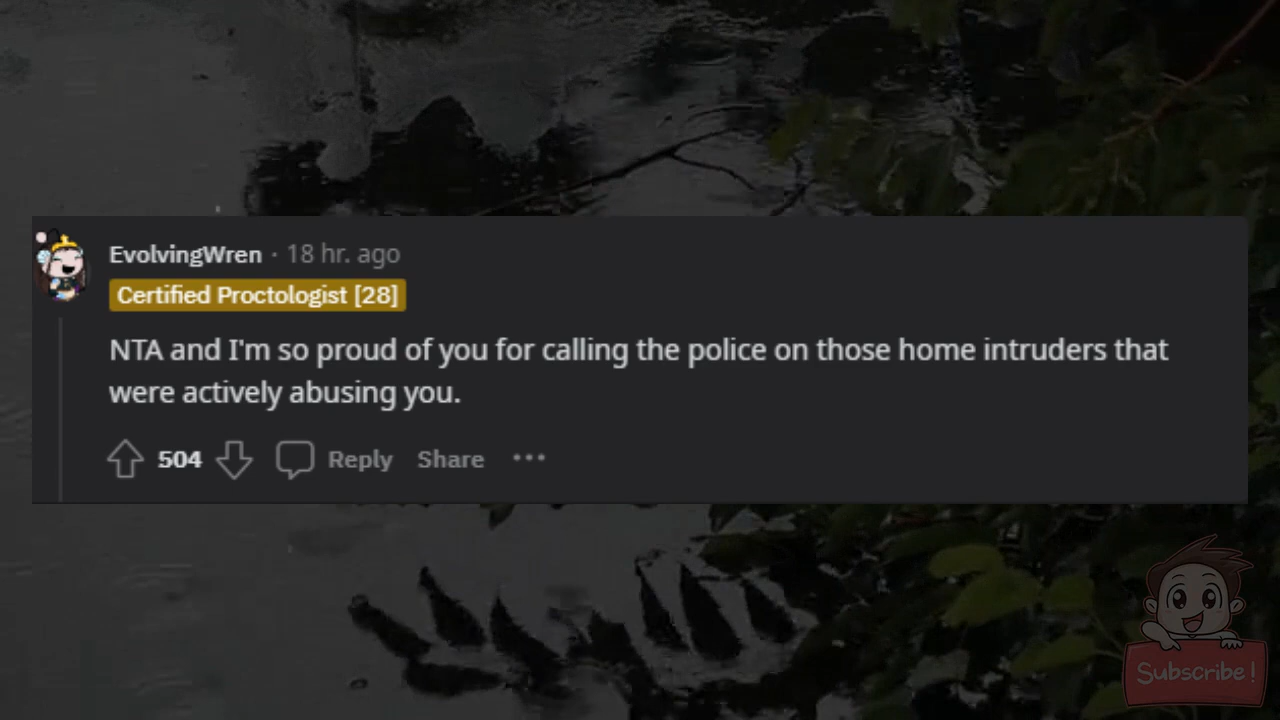 EvolvingWren · 18 hr. ago
Certified Proctologist [28]
NTA and I'm so proud of you for calling the police on those home intruders that
were actively abusing you.
504 Reply Share •••
Subscribe!